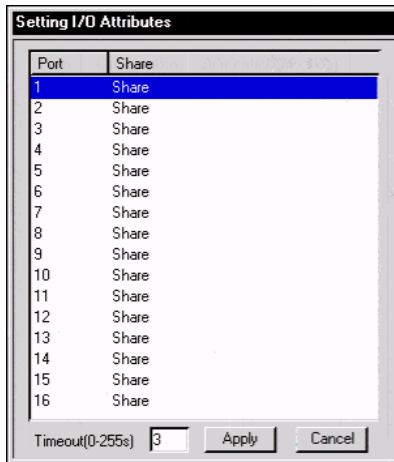 Setting I/O Attributes
Port Share
1 Share
2 Share
3 Share
4 Share
5 Share
6 Share
7 Share
8 Share
9 Share
10 Share
11 Share
12 Share
13 Share
14 Share
15 Share
16 Share
Timeout(0-255s) 3 Apply Cancel